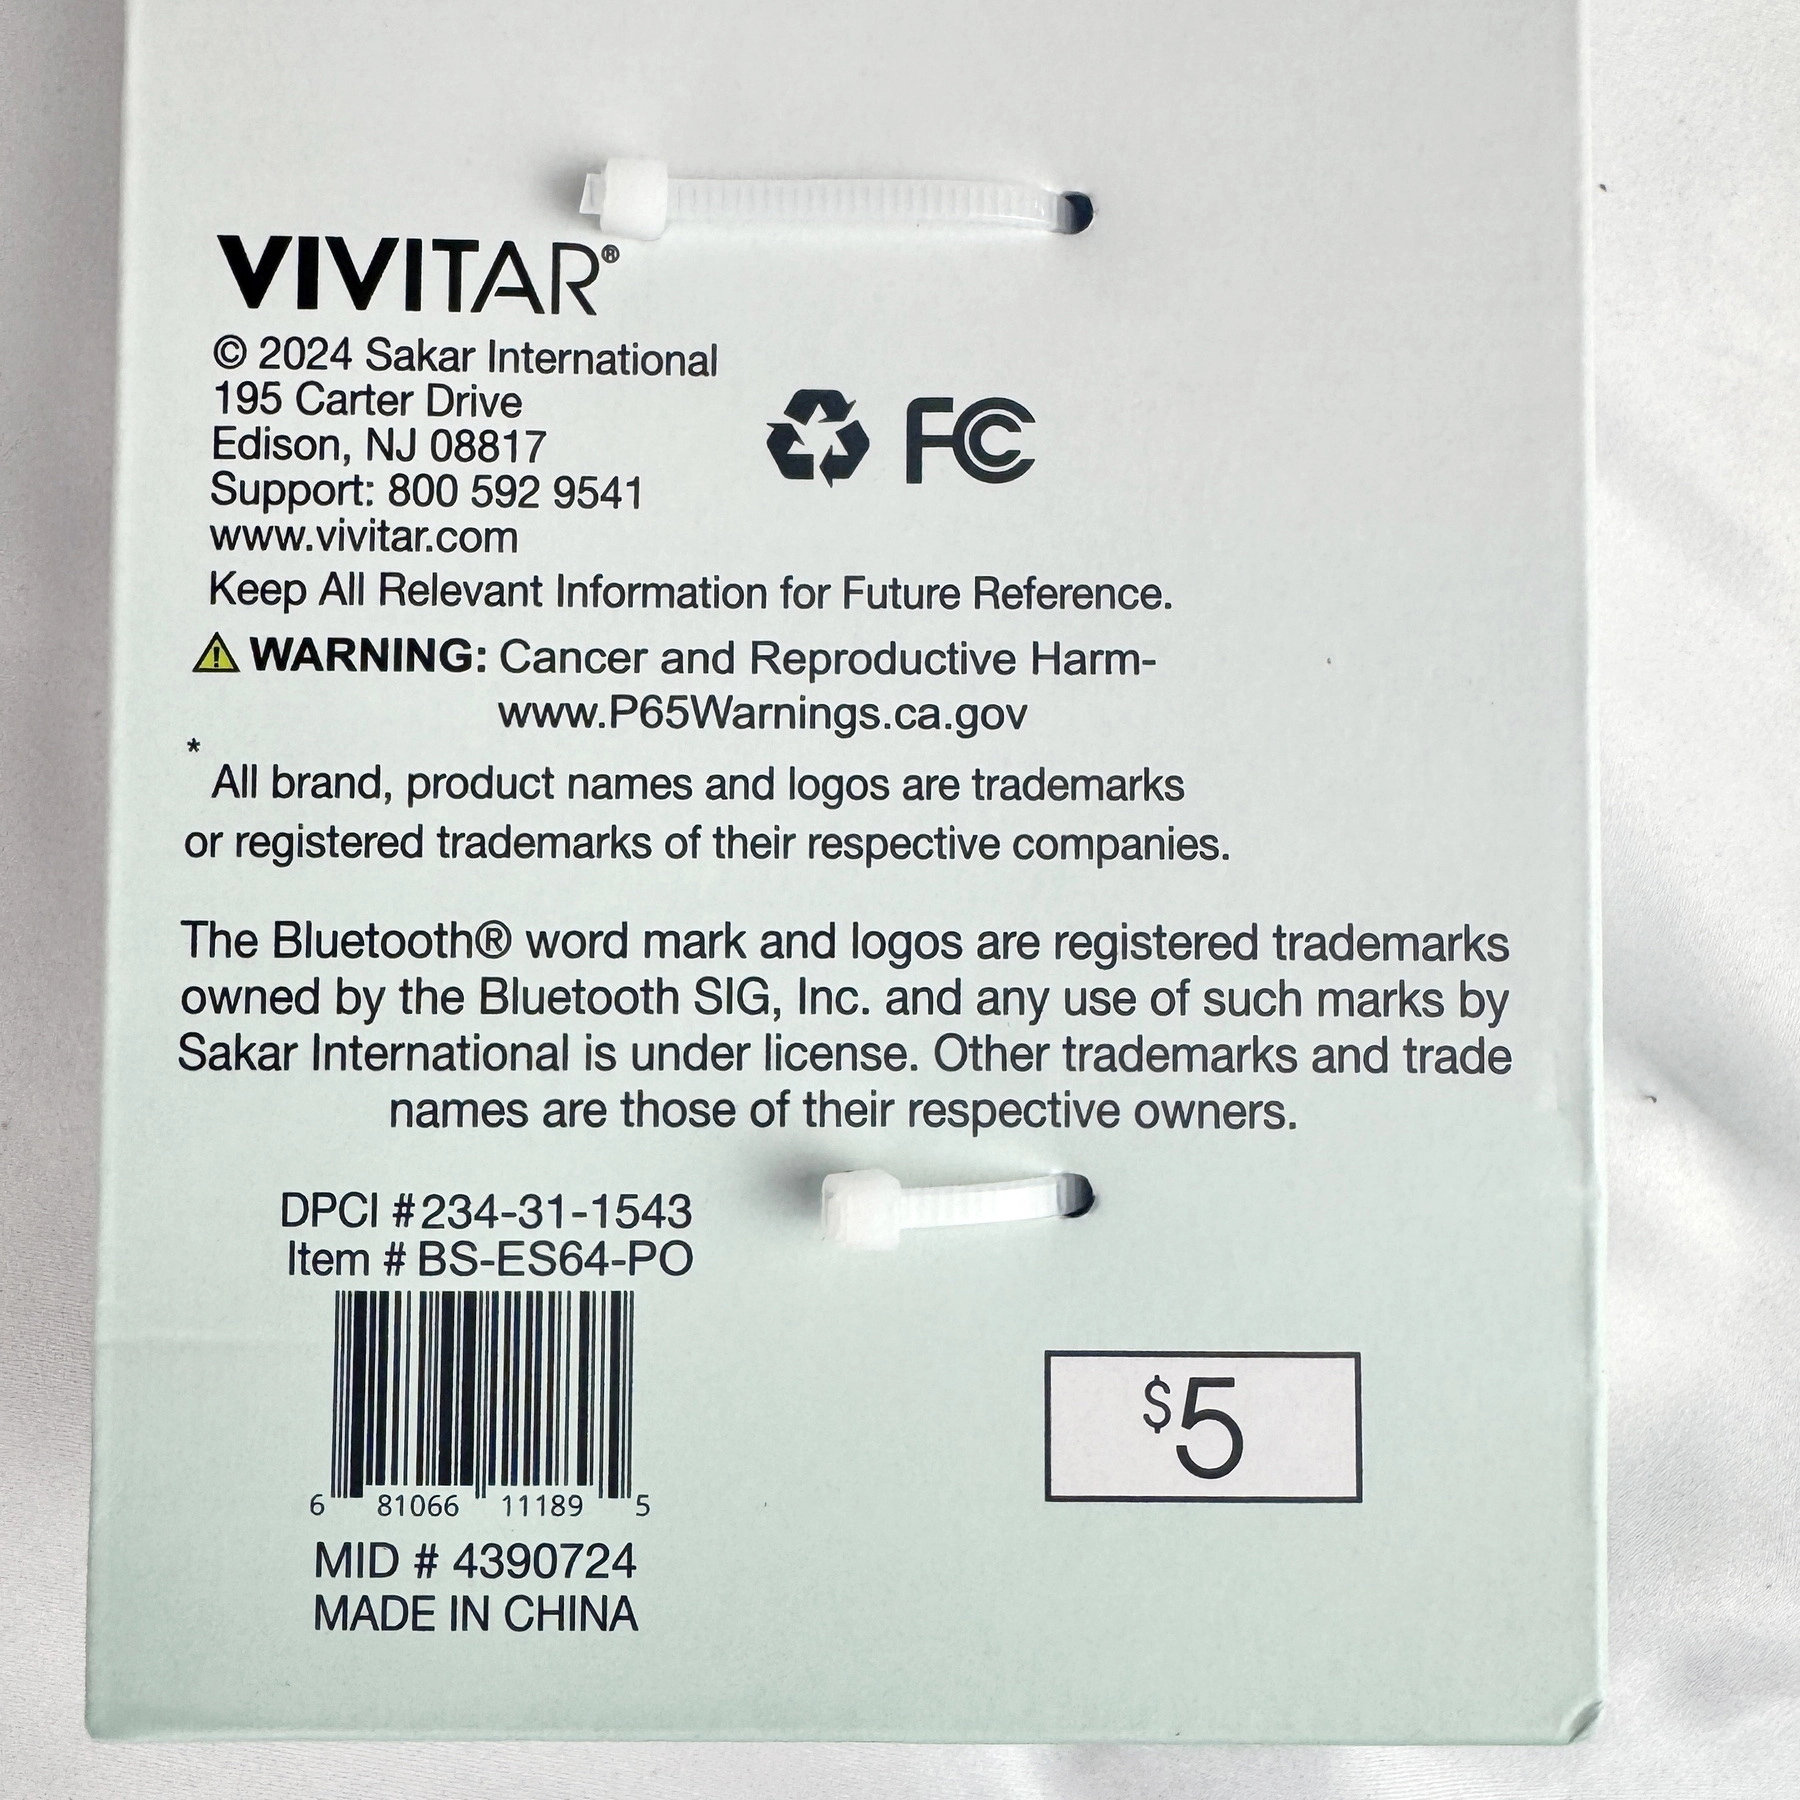 VIVITAR®
© 2024 Sakar International
195 Carter Drive
Edison, NJ 08817
Support: 800 592 9541
www.vivitar.com
FC
Keep All Relevant Information for Future Reference.
WARNING: Cancer and Reproductive Harm-
www.P65Warnings.ca.gov
* All brand, product names and logos are trademarks
or registered trademarks of their respective companies.
The Bluetooth® word mark and logos are registered trademarks
owned by the Bluetooth SIG, Inc. and any use of such marks by
Sakar International is under license. Other trademarks and trade
names are those of their respective owners.
DPCI #234-31-1543
Item # BS-ES64-PO
6 81066 11189 5
MID # 4390724
MADE IN CHINA
$5